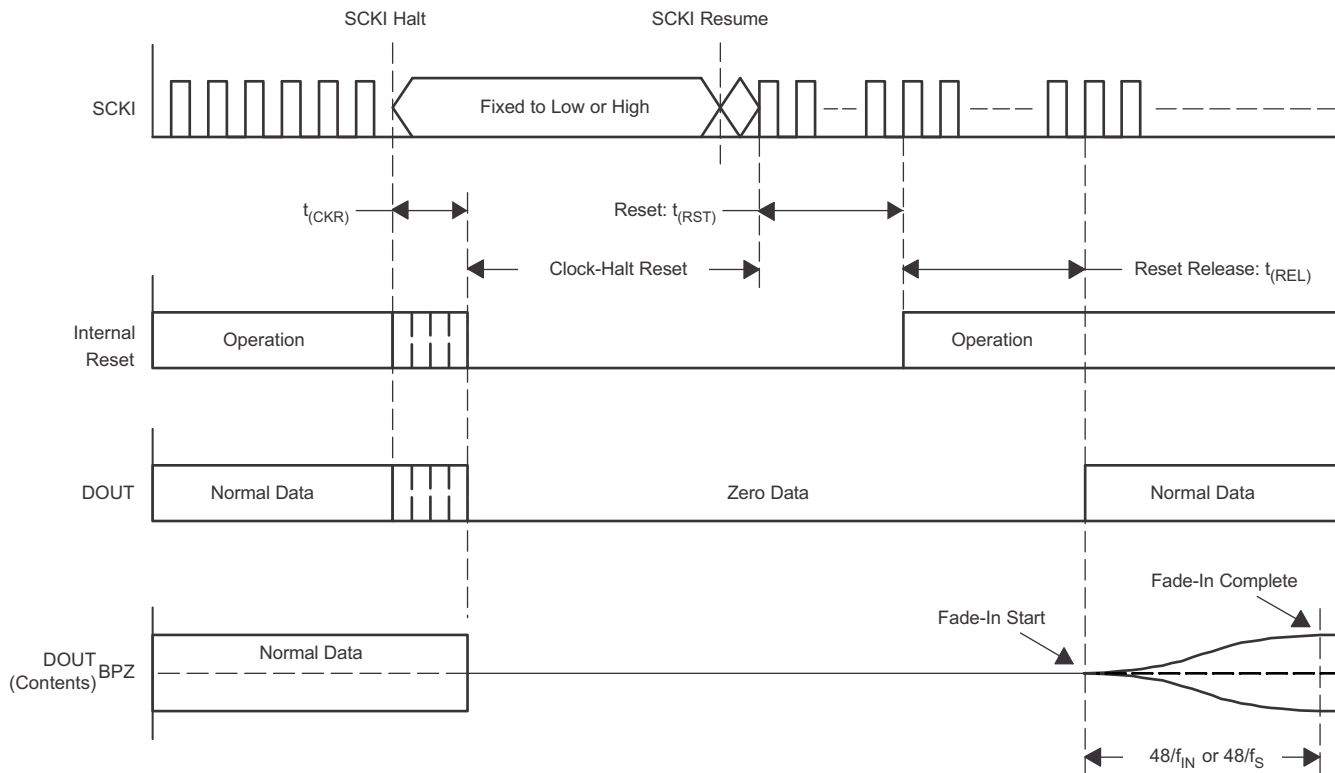 SCKI Halt
SCKI Resume
SCKI
Fixed to Low or High
t(CKR)
Reset: t(RST)
Clock-Halt Reset
Reset Release: t(REL)
Internal
Reset
Operation
Operation
DOUT
Normal Data
Zero Data
Normal Data
Fade-In Complete
Fade-In Start
DOUT
(Contents)
BPZ
Normal Data
48/fIN or 48/fS